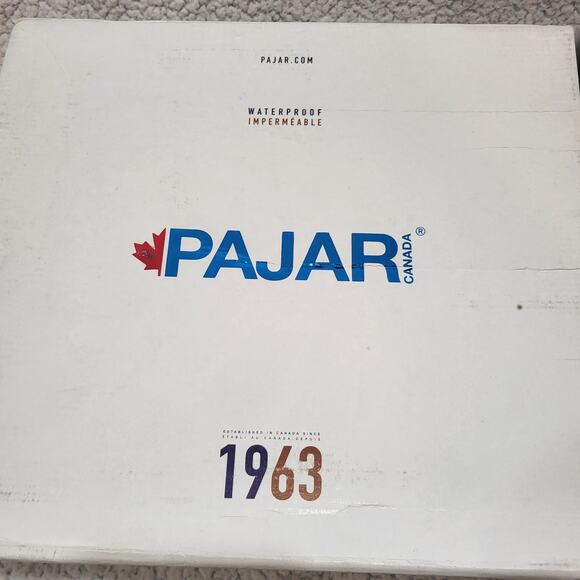 PAJAR.COM
WATERPROOF
IMPERMÉABLE
PAJAR CANADA ®
ESTABLISHED IN CANADA SINCE
ÉTABLI AU CANADA DEPUIS
1963